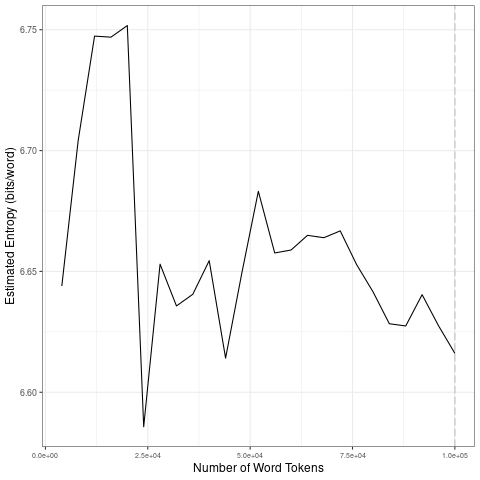 6.75
6.70
6.65
6.60
Estimated Entropy (bits/word)
0.0e+00 2.5e+04 5.0e+04 7.5e+04 1.0e+05
Number of Word Tokens